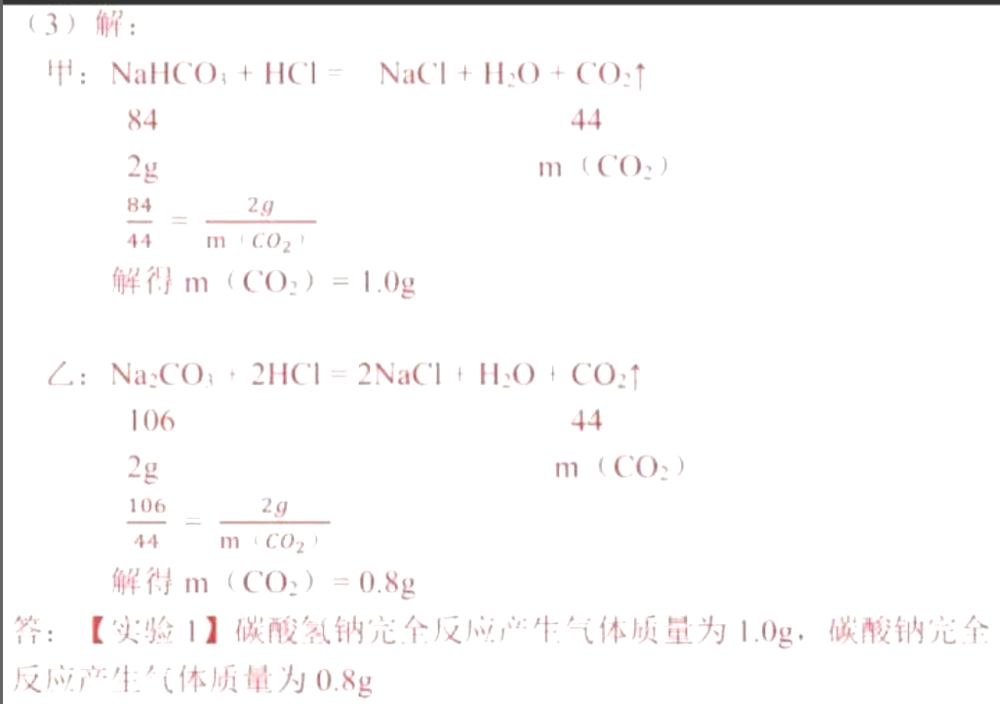 （3）解：
甲：NaHCO₃ + HCl = NaCl + H₂O + CO₂↑
84 44
2g m（CO₂）
84/44 = 2g/m（CO₂）
解得 m（CO₂）= 1.0g
乙：Na₂CO₃ + 2HCl = 2NaCl + H₂O + CO₂↑
106 44
2g m（CO₂）
106/44 = 2g/m（CO₂）
解得 m（CO₂）= 0.8g
答：【实验 1】碳酸氢钠完全反应产生气体质量为 1.0g，碳酸钠完全
反应产生气体质量为 0.8g